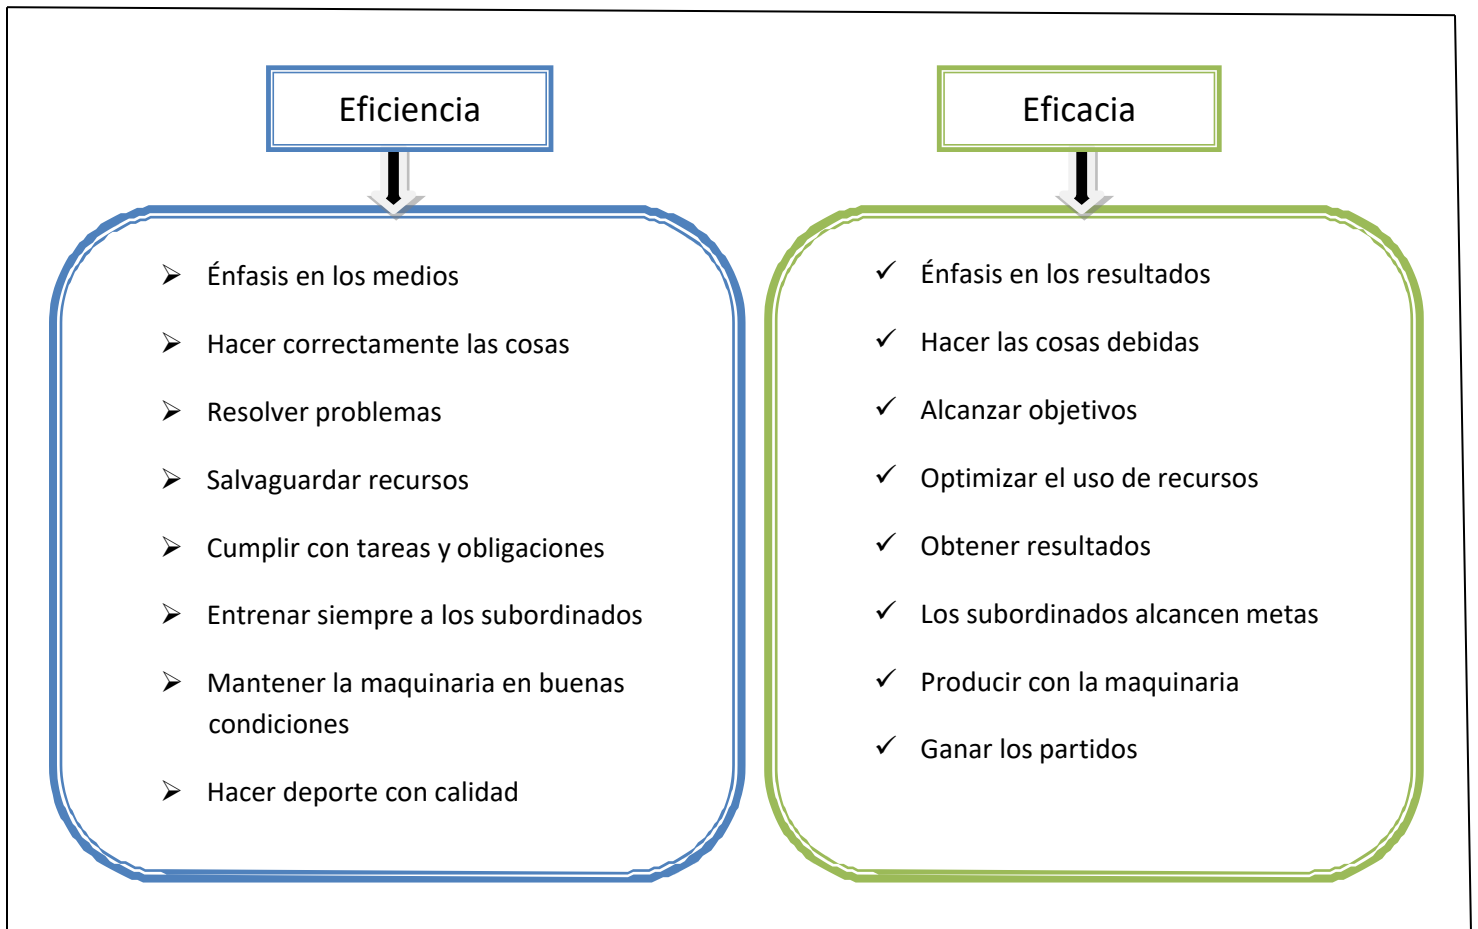 Eficiencia
Énfasis en los medios
Hacer correctamente las cosas
Resolver problemas
Salvaguardar recursos
Cumplir con tareas y obligaciones
Entrenar siempre a los subordinados
Mantener la maquinaria en buenas
condiciones
Hacer deporte con calidad
Eficacia
Énfasis en los resultados
Hacer las cosas debidas
Alcanzar objetivos
Optimizar el uso de recursos
Obtener resultados
Los subordinados alcancen metas
Producir con la maquinaria
Ganar los partidos